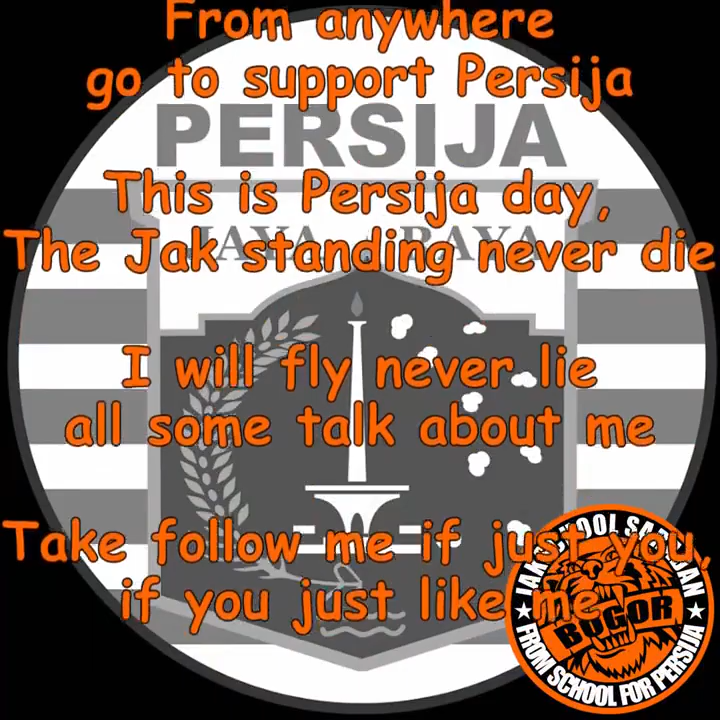 From anywhere
go to support Persija
PERSIJA
This is Persija day,
JAYA RAYA
The Jak standing never die
I will fly never lie
all some talk about me
Take follow me if just you,
if you just like me
JAK SCHOOL
BOGOR
FROM SCHOOL FOR PERSIJA